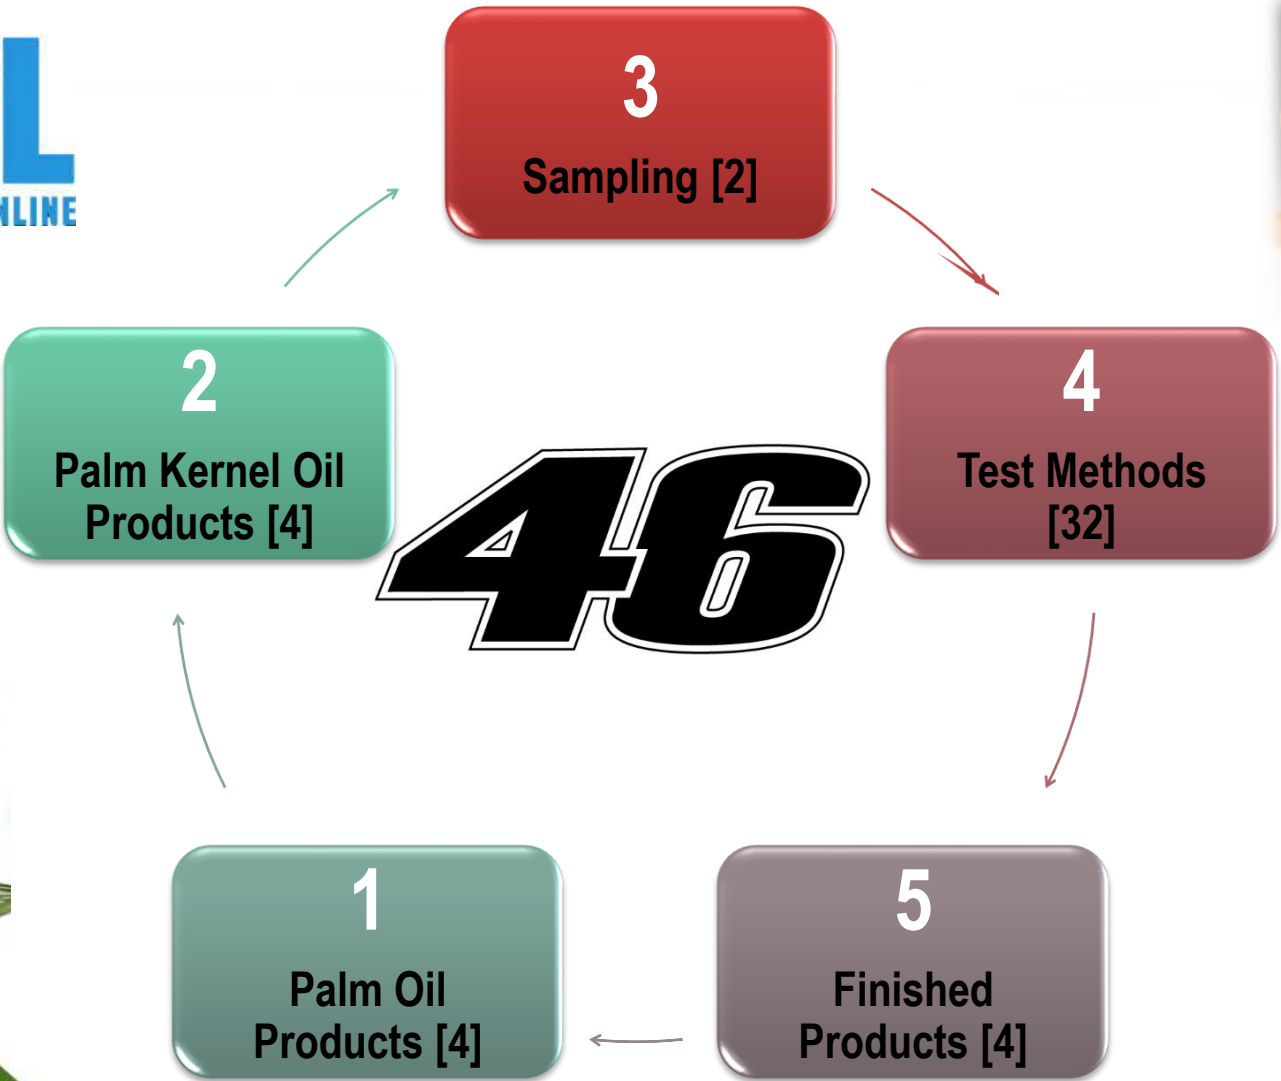 L
NLINE
3
Sampling [2]
2
Palm Kernel Oil
Products [4]
4
Test Methods
[32]
46
1
Palm Oil
Products [4]
5
Finished
Products [4]